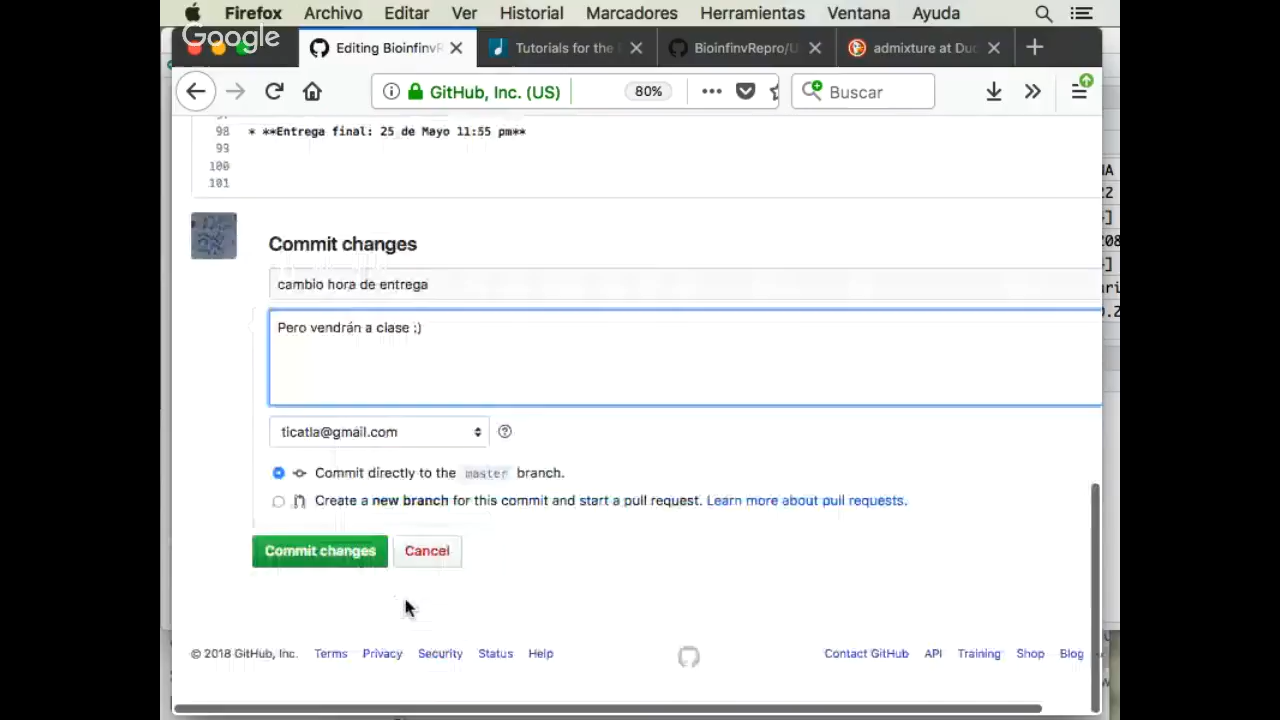 Firefox Archivo Editar Ver Historial Marcadores Herramientas Ventana Ayuda
Google
Editing BioinfinvR
Tutorials for the
BioinfinvRepro/U
admixture at Du
GitHub, Inc. (US)
80%
Buscar
98 * **Entrega final: 25 de Mayo 11:55 pm**
99
100
101
Commit changes
cambio hora de entrega
Pero vendrán a clase ;)
ticatla@gmail.com
Commit directly to the master branch.
Create a new branch for this commit and start a pull request. Learn more about pull requests.
Commit changes Cancel
© 2018 GitHub, Inc. Terms Privacy Security Status Help
Contact GitHub API Training Shop Blog